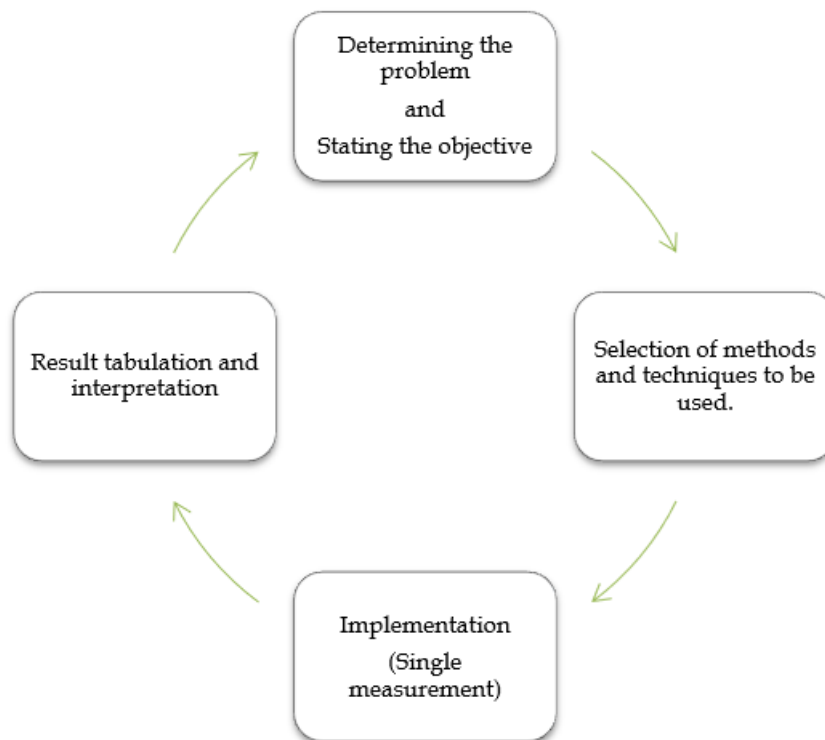 Determining the
problem
and
Stating the objective
Selection of methods
and techniques to be
used.
Implementation
(Single
measurement)
Result tabulation and
interpretation